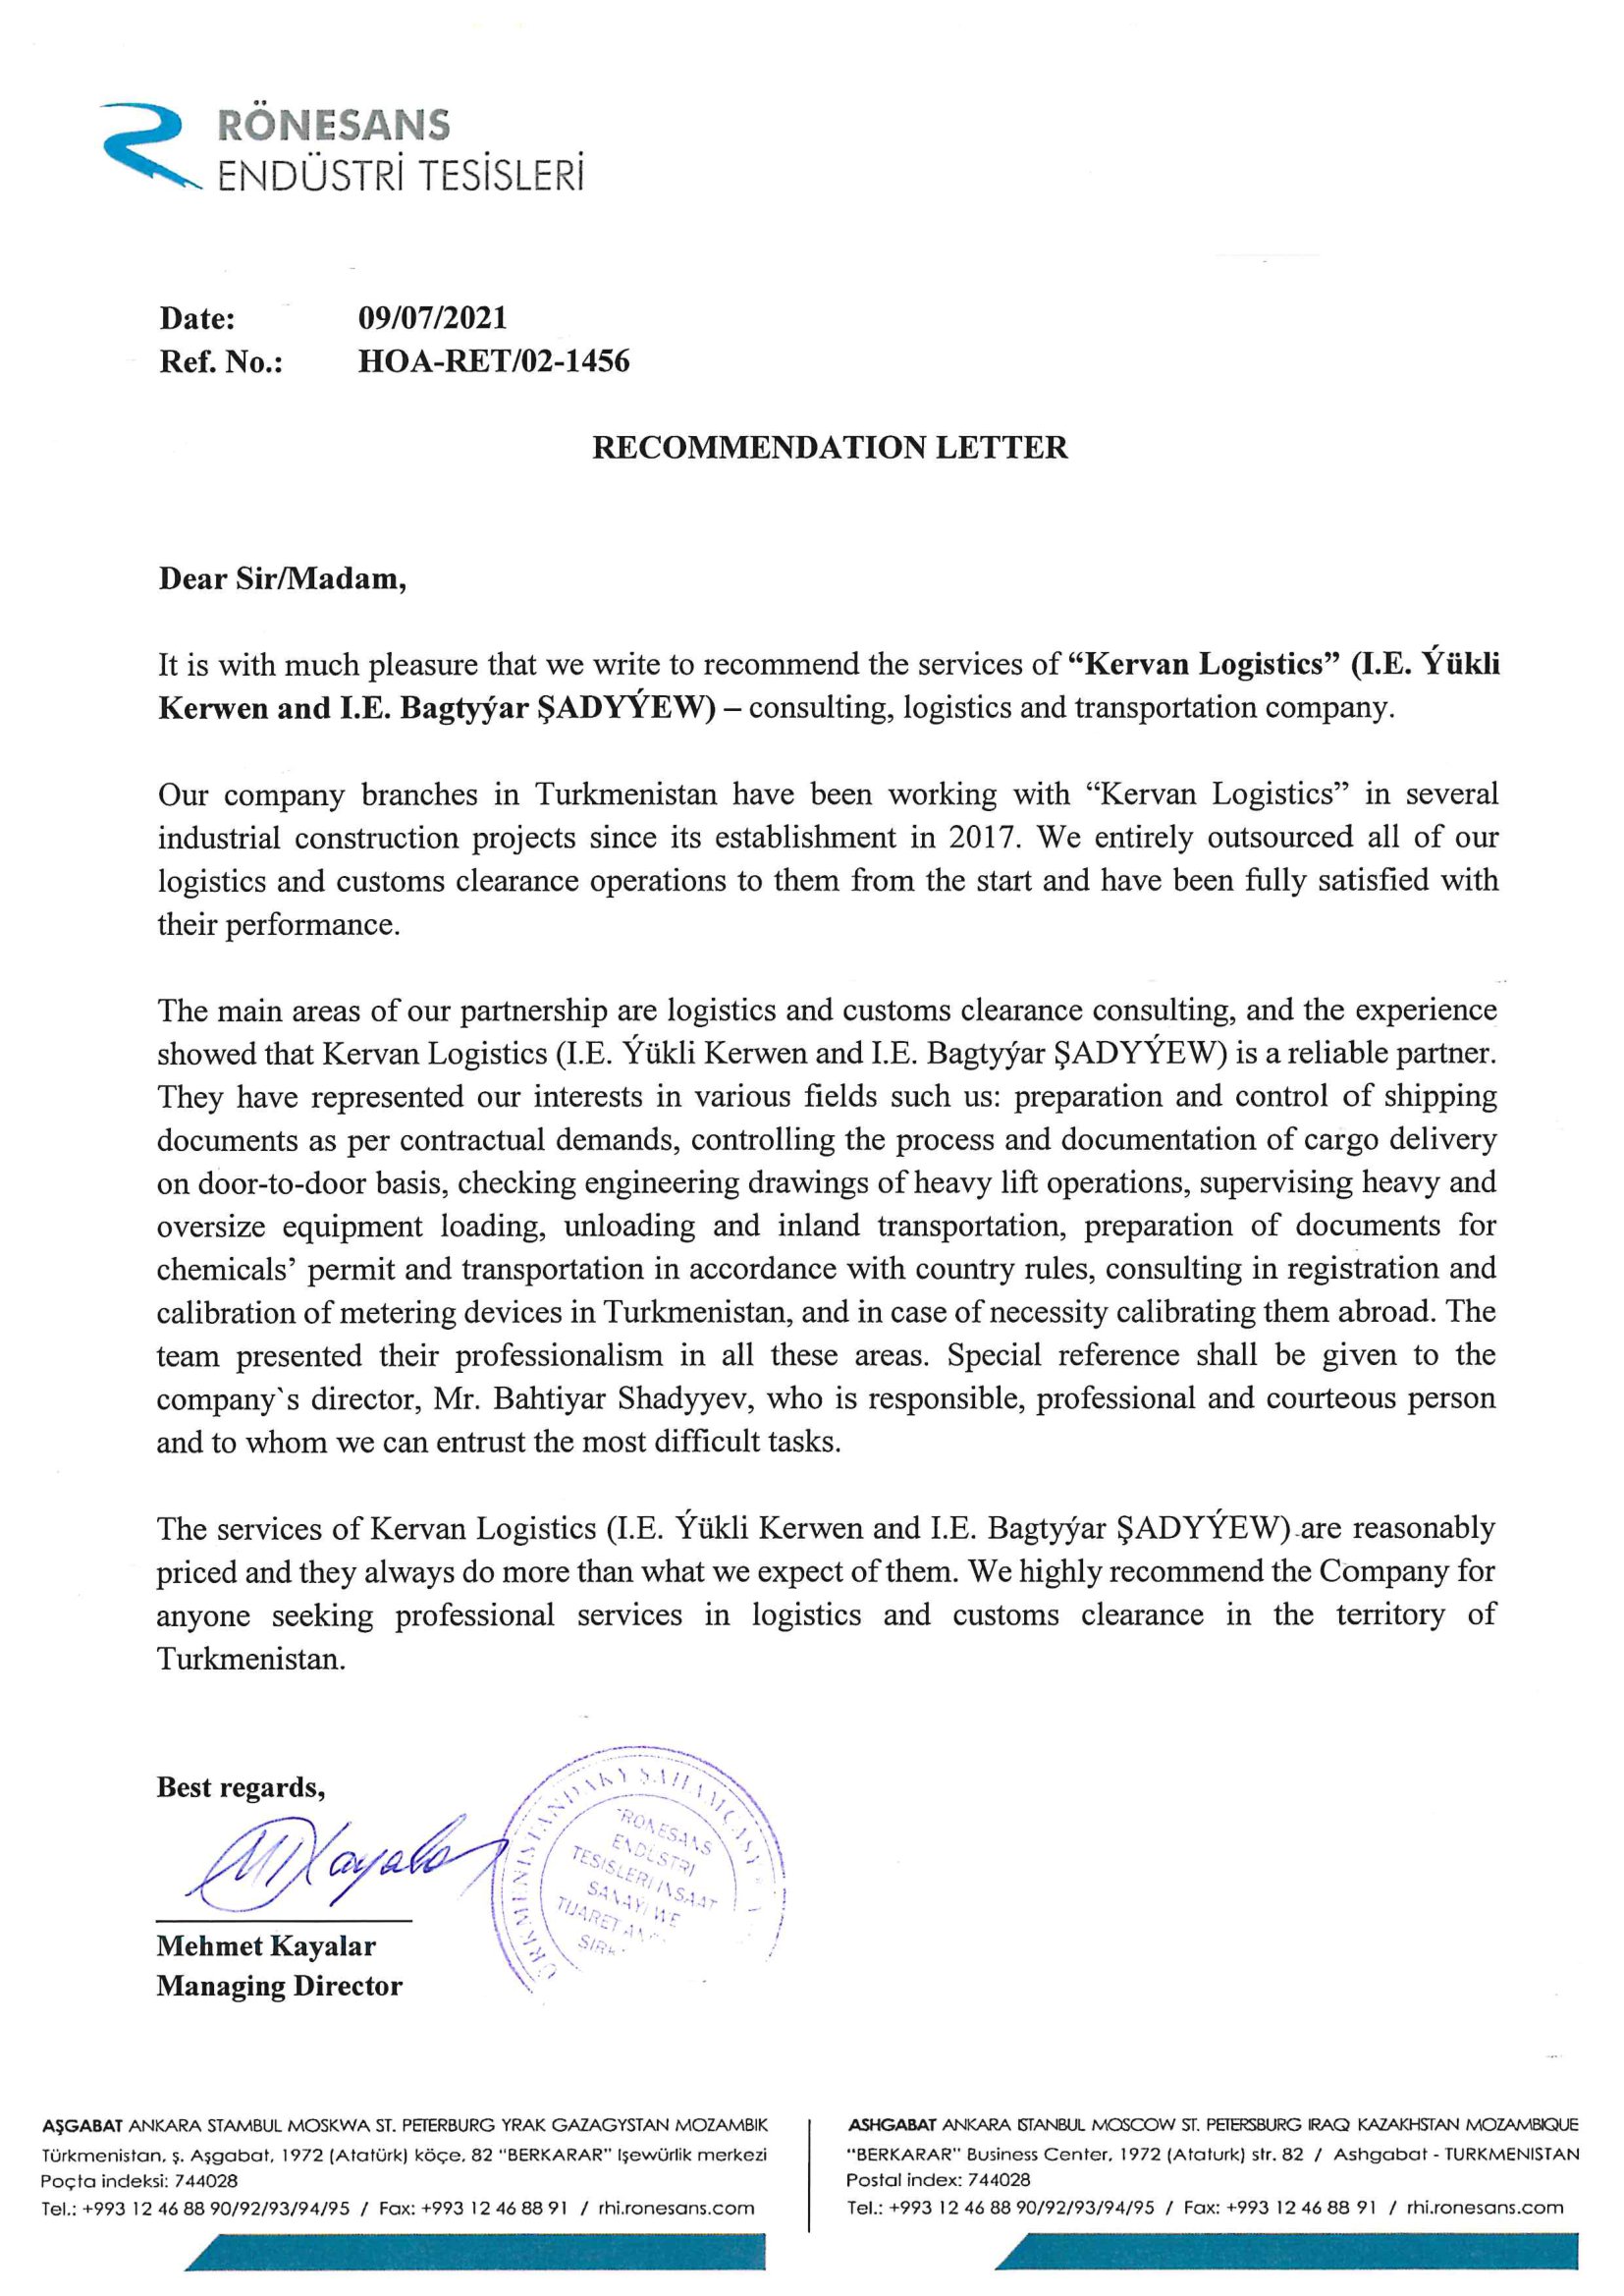 RÖNESANS
ENDÜSTRİ TESİSLERİ
Date: 09/07/2021
Ref. No.: HOA-RET/02-1456
RECOMMENDATION LETTER
Dear Sir/Madam,
It is with much pleasure that we write to recommend the services of “Kervan Logistics” (I.E. Ýükli
Kerwen and I.E. Bagtyýar ŞADYÝEW) – consulting, logistics and transportation company.
Our company branches in Turkmenistan have been working with “Kervan Logistics” in several
industrial construction projects since its establishment in 2017. We entirely outsourced all of our
logistics and customs clearance operations to them from the start and have been fully satisfied with
their performance.
The main areas of our partnership are logistics and customs clearance consulting, and the experience
showed that Kervan Logistics (I.E. Ýükli Kerwen and I.E. Bagtyýar ŞADYÝEW) is a reliable partner.
They have represented our interests in various fields such us: preparation and control of shipping
documents as per contractual demands, controlling the process and documentation of cargo delivery
on door-to-door basis, checking engineering drawings of heavy lift operations, supervising heavy and
oversize equipment loading, unloading and inland transportation, preparation of documents for
chemicals’ permit and transportation in accordance with country rules, consulting in registration and
calibration of metering devices in Turkmenistan, and in case of necessity calibrating them abroad. The
team presented their professionalism in all these areas. Special reference shall be given to the
company`s director, Mr. Bahtiyar Shadyyev, who is responsible, professional and courteous person
and to whom we can entrust the most difficult tasks.
The services of Kervan Logistics (I.E. Ýükli Kerwen and I.E. Bagtyýar ŞADYÝEW) are reasonably
priced and they always do more than what we expect of them. We highly recommend the Company for
anyone seeking professional services in logistics and customs clearance in the territory of
Turkmenistan.
Best regards,
MKayalar
RONESANS
ENDUSTRI
TESISLERI INSAAT
SANAYI WE
TIJARET
Mehmet Kayalar
Managing Director
AŞGABAT ANKARA STAMBUL MOSKWA ST. PETERBURG YRAK GAZAGYSTAN MOZAMBIK
Türkmenistan, ş. Aşgabat, 1972 (Atatürk) köçe, 82 "BERKARAR" Işewürlik merkezi
Poçta indeksi: 744028
Tel.: +993 12 46 88 90/92/93/94/95 / Fax: +993 12 46 88 91 / rhi.ronesans.com
ASHGABAT ANKARA ISTANBUL MOSCOW ST. PETERSBURG IRAQ KAZAKHSTAN MOZAMBIQUE
"BERKARAR" Business Center, 1972 (Ataturk) str. 82 / Ashgabat - TURKMENISTAN
Postal index: 744028
Tel.: +993 12 46 88 90/92/93/94/95 / Fax: +993 12 46 88 91 / rhi.ronesans.com